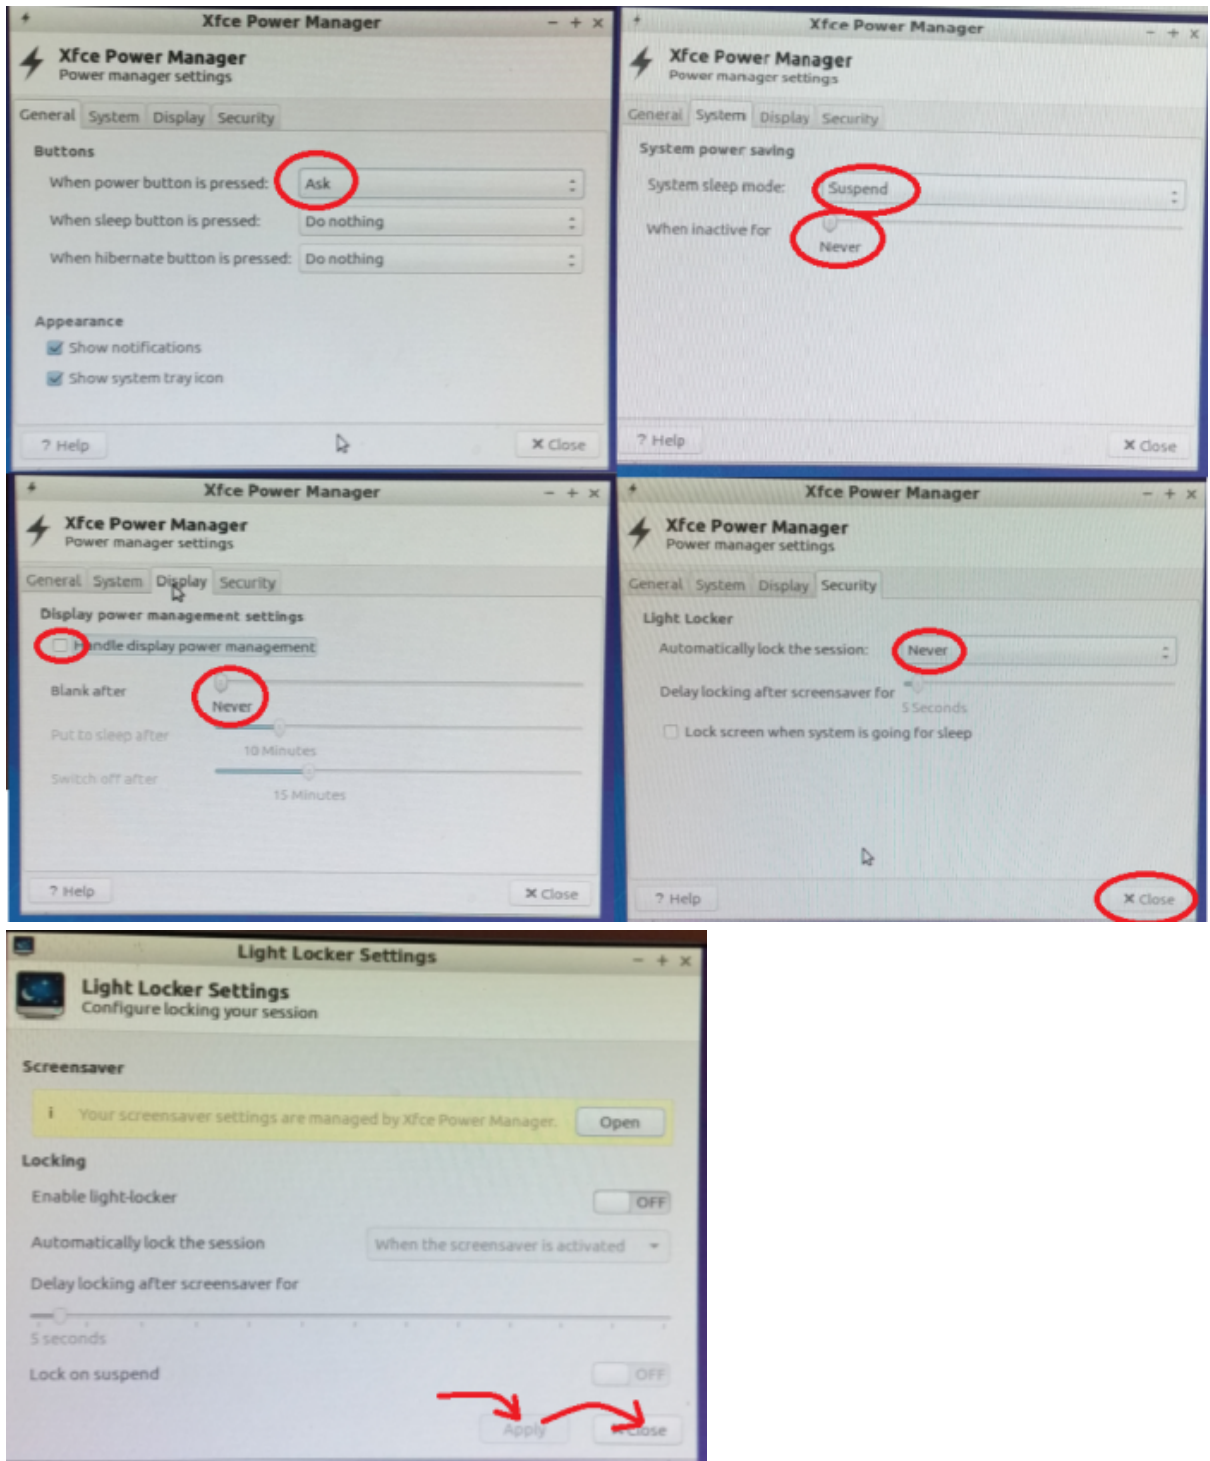 Xfce Power Manager
Xfce Power Manager
Power manager settings
General System Display Security
Buttons
When power button is pressed: Ask
When sleep button is pressed: Do nothing
When hibernate button is pressed: Do nothing
Appearance
Show notifications
Show system tray icon
? Help
Close
Xfce Power Manager
Xfce Power Manager
Power manager settings
General System Display Security
System power saving
System sleep mode: Suspend
When inactive for
Never
? Help
Close
Xfce Power Manager
Xfce Power Manager
Power manager settings
General System Display Security
Display power management settings
Handle display power management
Blank after
Never
Put to sleep after
10 Minutes
Switch off after
15 Minutes
? Help
Close
Xfce Power Manager
Xfce Power Manager
Power manager settings
General System Display Security
Light Locker
Automatically lock the session: Never
Delay locking after screensaver for
5 Seconds
Lock screen when system is going for sleep
? Help
Close
Light Locker Settings
Light Locker Settings
Configure locking your session
Screensaver
i Your screensaver settings are managed by Xfce Power Manager. Open
Locking
Enable light-locker OFF
Automatically lock the session When the screensaver is activated
Delay locking after screensaver for
5 seconds
Lock on suspend OFF
Apply Close